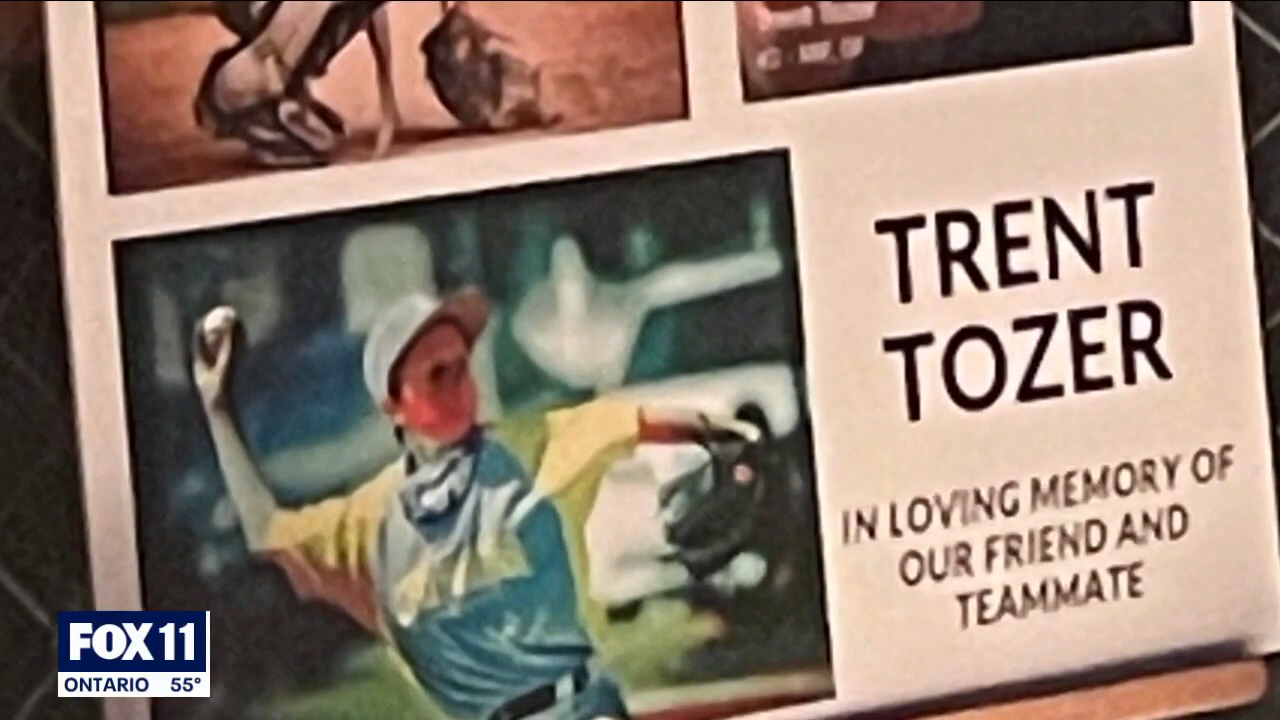 TRENT
TOZER
IN LOVING MEMORY OF
OUR FRIEND AND
TEAMMATE
FOX 11
ONTARIO 55°